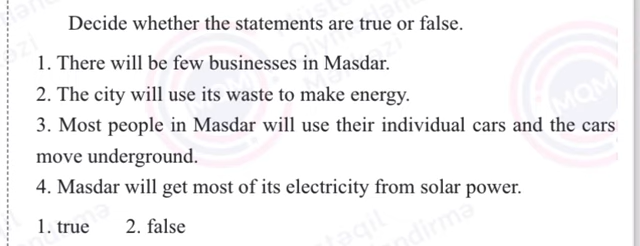 Decide whether the statements are true or false.
1. There will be few businesses in Masdar.
2. The city will use its waste to make energy.
3. Most people in Masdar will use their individual cars and the cars
move underground.
4. Masdar will get most of its electricity from solar power.
1. true 2. false
MQM